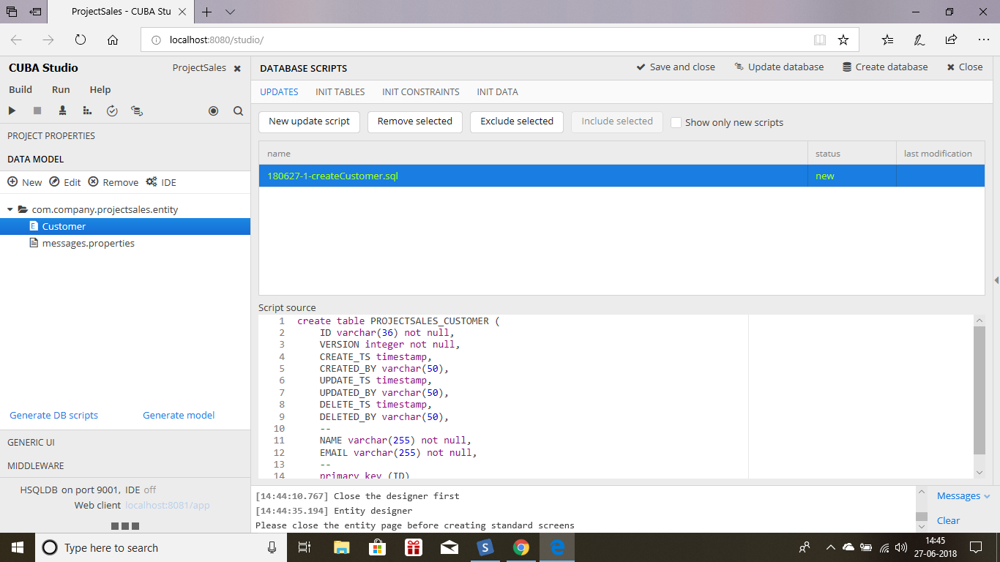 ProjectSales - CUBA Stu
localhost:8080/studio/
CUBA Studio
ProjectSales
Build Run Help
PROJECT PROPERTIES
DATA MODEL
New Edit Remove IDE
com.company.projectsales.entity
E Customer
messages.properties
Generate DB scripts Generate model
GENERIC UI
MIDDLEWARE
HSQLDB on port 9001, IDE off
Web client localhost:8081/app
DATABASE SCRIPTS
Save and close Update database Create database Close
UPDATES INIT TABLES INIT CONSTRAINTS INIT DATA
New update script Remove selected Exclude selected Include selected Show only new scripts
name status last modification
180627-1-createCustomer.sql new
Script source
1 create table PROJECTSALES_CUSTOMER (
2 ID varchar(36) not null,
3 VERSION integer not null,
4 CREATE_TS timestamp,
5 CREATED_BY varchar(50),
6 UPDATE_TS timestamp,
7 UPDATED_BY varchar(50),
8 DELETE_TS timestamp,
9 DELETED_BY varchar(50),
10 --
11 NAME varchar(255) not null,
12 EMAIL varchar(255) not null,
13 --
14 primary key (ID)
[14:44:10.767] Close the designer first
[14:44:35.194] Entity designer
Please close the entity page before creating standard screens
Messages
Clear
Type here to search
S
14:45
27-06-2018